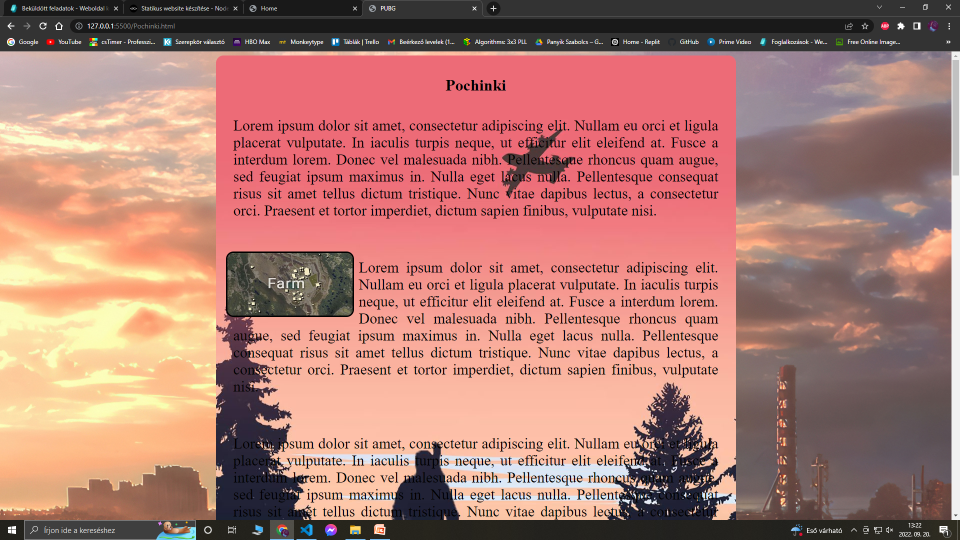 Beküldött feladatok - Weboldal k
Statikus website készítése - Nods
Home
PUBG
127.0.0.1:5500/Pochinki.html
Google
YouTube
csTimer - Professzi...
Szerepkör választó
HBO Max
Monkeytype
Táblák | Trello
Beérkező levelek (1...
Algorithms: 3x3 PLL
Panyik Szabolcs – G...
Home - Replit
GitHub
Prime Video
Foglalkozások - We...
Free Online Image...
Pochinki
Lorem ipsum dolor sit amet, consectetur adipiscing elit. Nullam eu orci et ligula
placerat vulputate. In iaculis turpis neque, ut efficitur elit eleifend at. Fusce a
interdum lorem. Donec vel malesuada nibh. Pellentesque rhoncus quam augue,
sed feugiat ipsum maximus in. Nulla eget lacus nulla. Pellentesque consequat
risus sit amet tellus dictum tristique. Nunc vitae dapibus lectus, a consectetur
orci. Praesent et tortor imperdiet, dictum sapien finibus, vulputate nisi.
Farm
Lorem ipsum dolor sit amet, consectetur adipiscing elit.
Nullam eu orci et ligula placerat vulputate. In iaculis turpis
neque, ut efficitur elit eleifend at. Fusce a interdum lorem.
Donec vel malesuada nibh. Pellentesque rhoncus quam
augue, sed feugiat ipsum maximus in. Nulla eget lacus nulla. Pellentesque
consequat risus sit amet tellus dictum tristique. Nunc vitae dapibus lectus, a
consectetur orci. Praesent et tortor imperdiet, dictum sapien finibus, vulputate
nisi.
Lorem ipsum dolor sit amet, consectetur adipiscing elit. Nullam eu orci et ligula
placerat vulputate. In iaculis turpis neque, ut efficitur elit eleifend at. Fusce a
interdum lorem. Donec vel malesuada nibh. Pellentesque rhoncus quam augue,
sed feugiat ipsum maximus in. Nulla eget lacus nulla. Pellentesque consequat
risus sit amet tellus dictum tristique. Nunc vitae dapibus lectus, a consectetur
Írjon ide a kereséshez
Eső várható
13:22
2022. 09. 20.